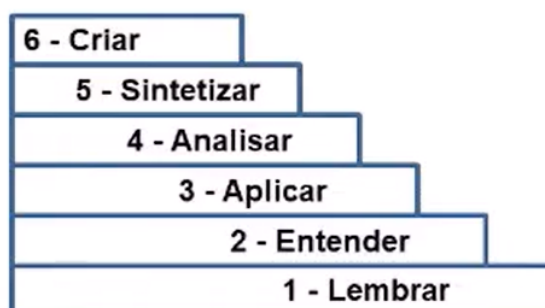 6 - Criar
5 - Sintetizar
4 - Analisar
3 - Aplicar
2 - Entender
1 - Lembrar